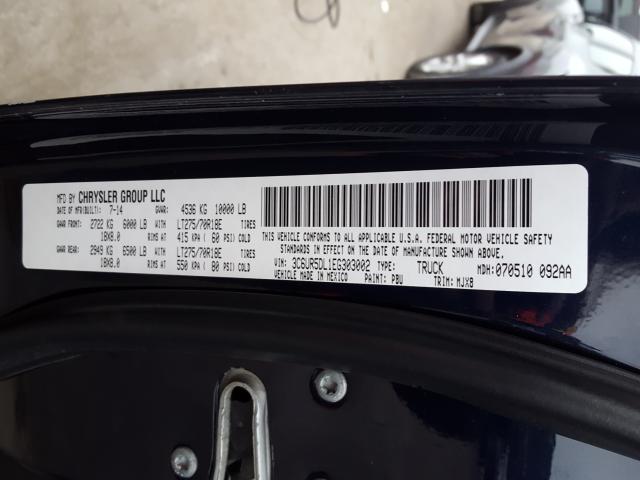 MFD BY CHRYSLER GROUP LLC
DATE OF MFR(BUILT): 7-14 GVWR: 4536 KG 10000 LB
GAWR FRONT: 2722 KG 6000 LB WITH LT275/70R18E TIRES
18X8.0 RIMS AT 415 KPA ( 60 PSI) COLD
GAWR REAR: 2949 KG 6500 LB WITH LT275/70R18E TIRES
18X8.0 RIMS AT 550 KPA ( 80 PSI) COLD
THIS VEHICLE CONFORMS TO ALL APPLICABLE U.S.A. FEDERAL MOTOR VEHICLE SAFETY
STANDARDS IN EFFECT ON THE DATE OF MANUFACTURE SHOWN ABOVE.
VIN: 3C6UR5DL1EG303002 TYPE: TRUCK MDH: 070510 092AA
VEHICLE MADE IN MEXICO PAINT: PBU TRIM: MJX8